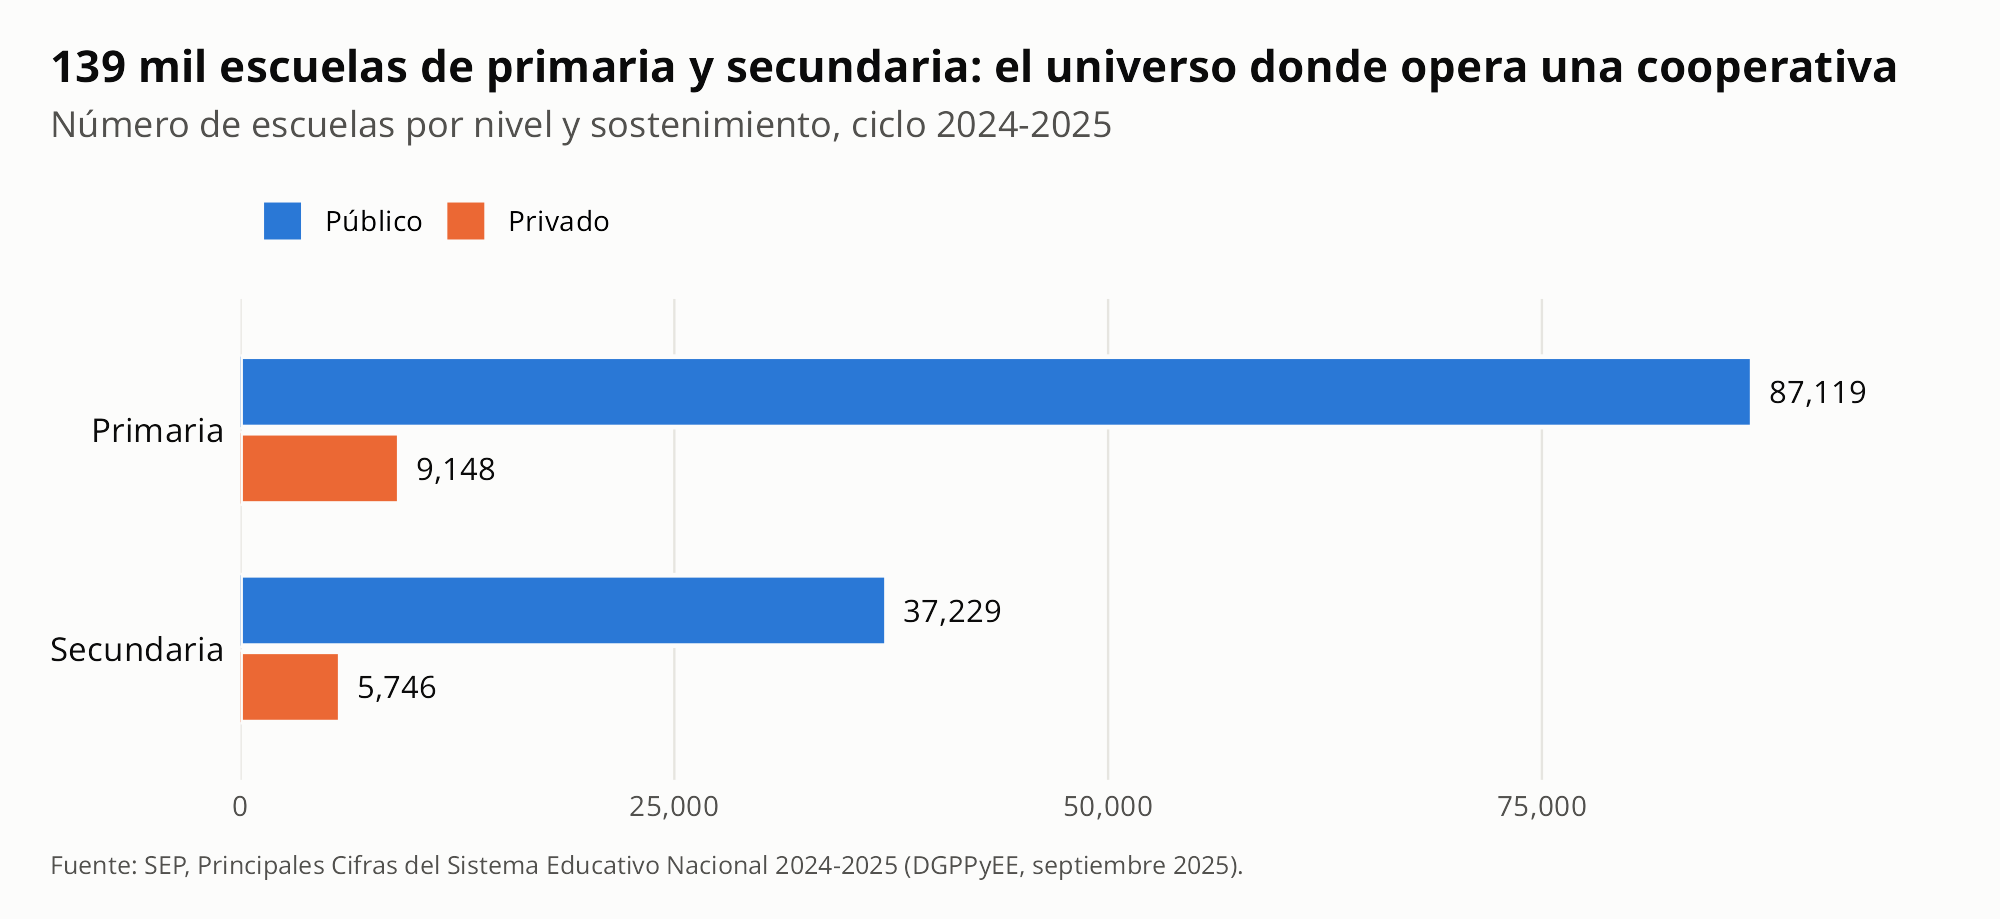 139 mil escuelas de primaria y secundaria: el universo donde opera una cooperativa
Número de escuelas por nivel y sostenimiento, ciclo 2024-2025
Público Privado
87,119
Primaria
9,148
37,229
Secundaria
5,746
0 25,000 50,000 75,000
Fuente: SEP, Principales Cifras del Sistema Educativo Nacional 2024-2025 (DGPPyEE, septiembre 2025).